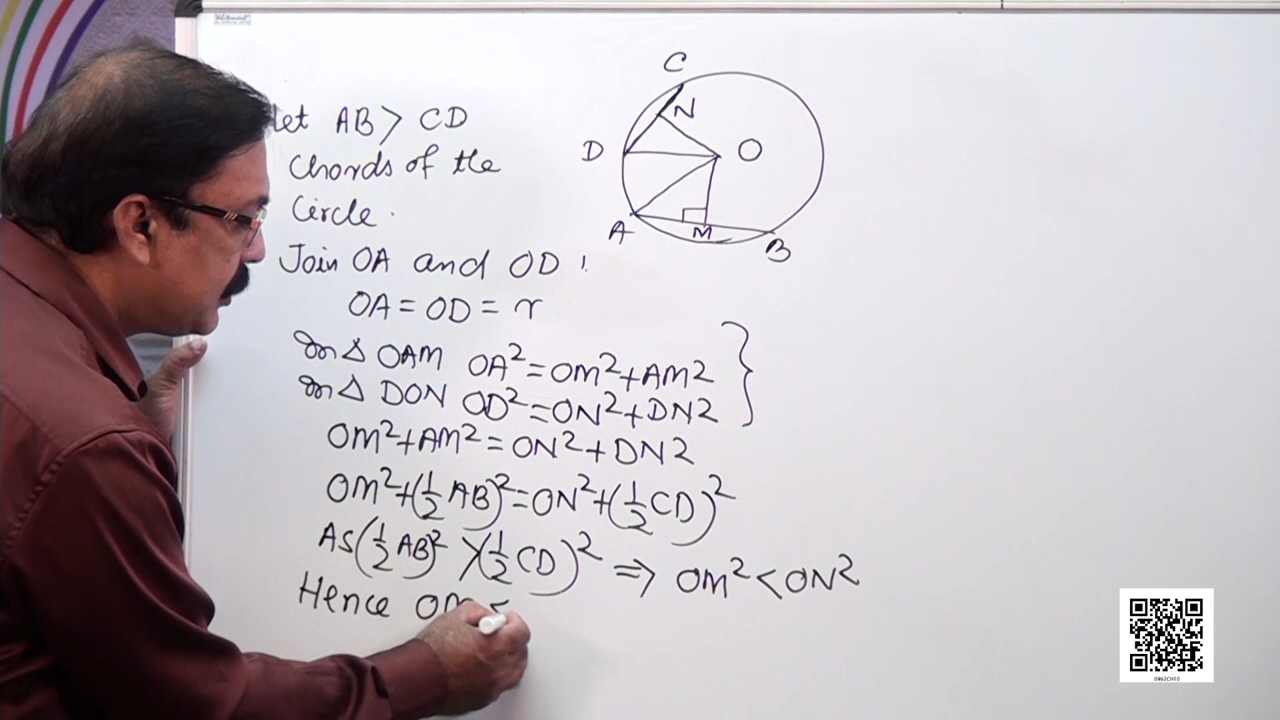 Let AB > CD
Chords of the
Circle.
Join OA and OD.
OA = OD = r
In Δ OAM OA² = OM² + AM²
In Δ DON OD² = ON² + DN²
OM² + AM² = ON² + DN²
OM² + (1/2 AB)² = ON² + (1/2 CD)²
As (1/2 AB)² > (1/2 CD)² ⇒ OM² < ON²
Hence OM <
C
N
D
O
A
M
B
0962CH10